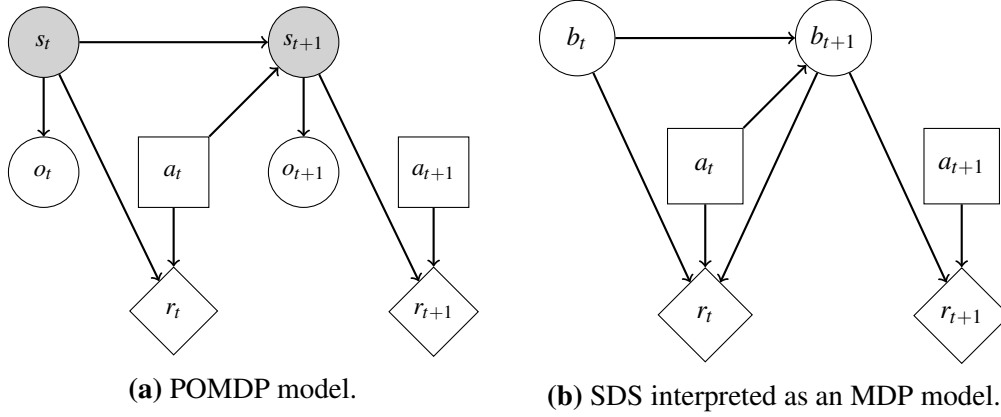 s_t s_{t+1} b_t b_{t+1}
o_t a_t o_{t+1} a_{t+1} a_t a_{t+1}
r_t r_{t+1} r_t r_{t+1}
(a) POMDP model. (b) SDS interpreted as an MDP model.